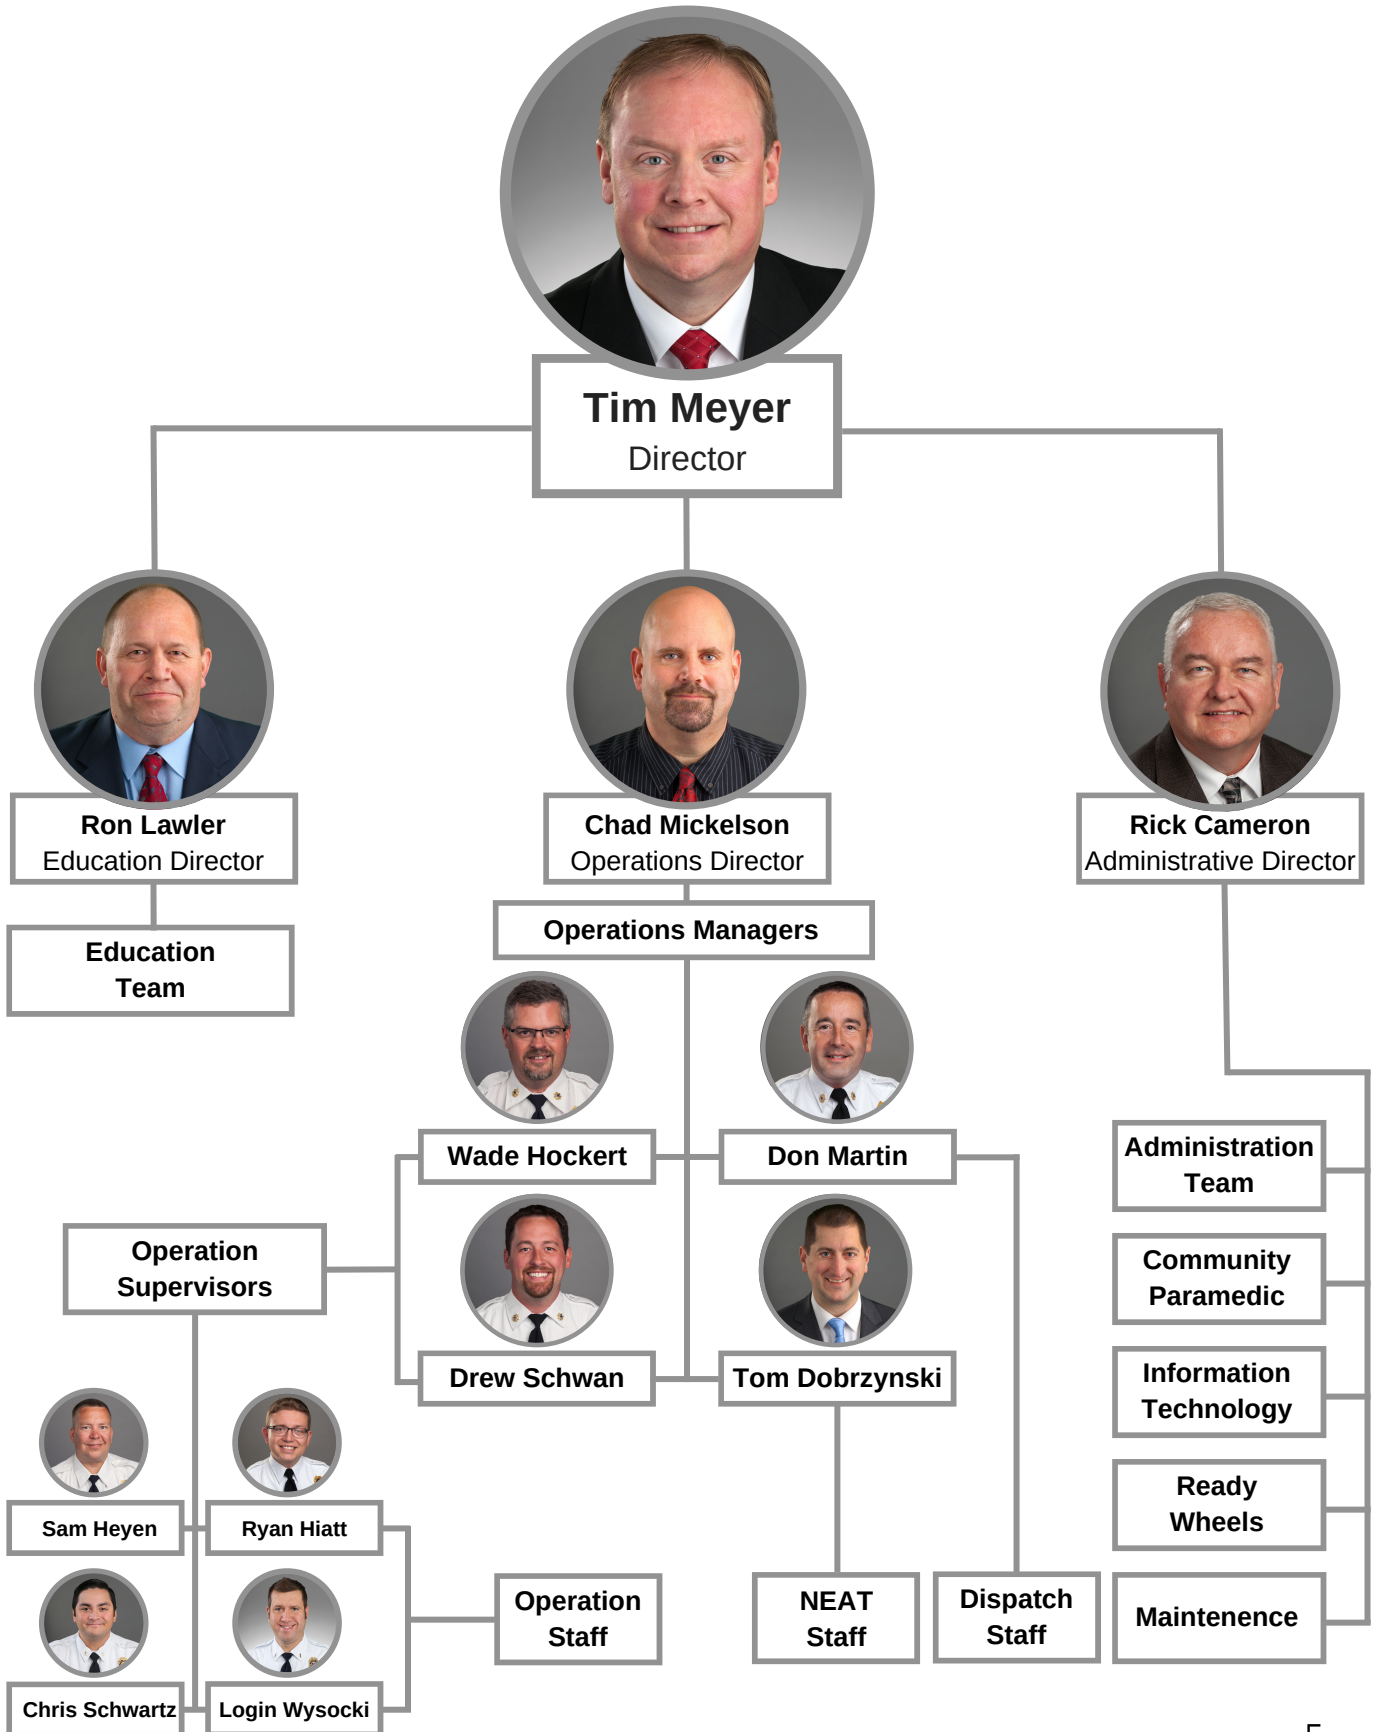 Tim Meyer
Director
Ron Lawler
Education Director
Chad Mickelson
Operations Director
Rick Cameron
Administrative Director
Education
Team
Operations Managers
Wade Hockert
Don Martin
Administration
Team
Operation
Supervisors
Community
Paramedic
Drew Schwan
Tom Dobrzynski
Information
Technology
Sam Heyen
Ryan Hiatt
Ready
Wheels
Operation
Staff
NEAT
Staff
Dispatch
Staff
Maintenence
Chris Schwartz
Login Wysocki